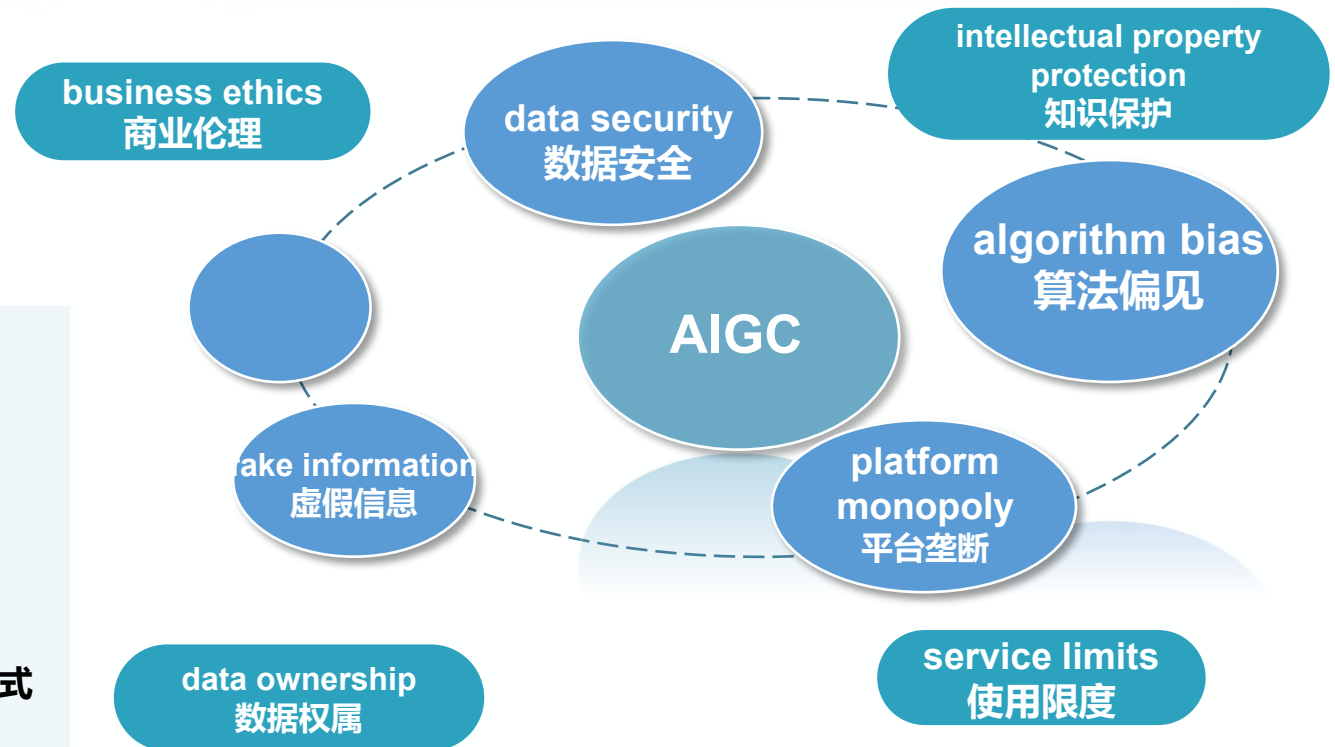 business ethics
商业伦理
data security
数据安全
intellectual property
protection
知识保护
algorithm bias
算法偏见
AIGC
rake information
虚假信息
platform
monopoly
平台垄断
式
data ownership
数据权属
service limits
使用限度